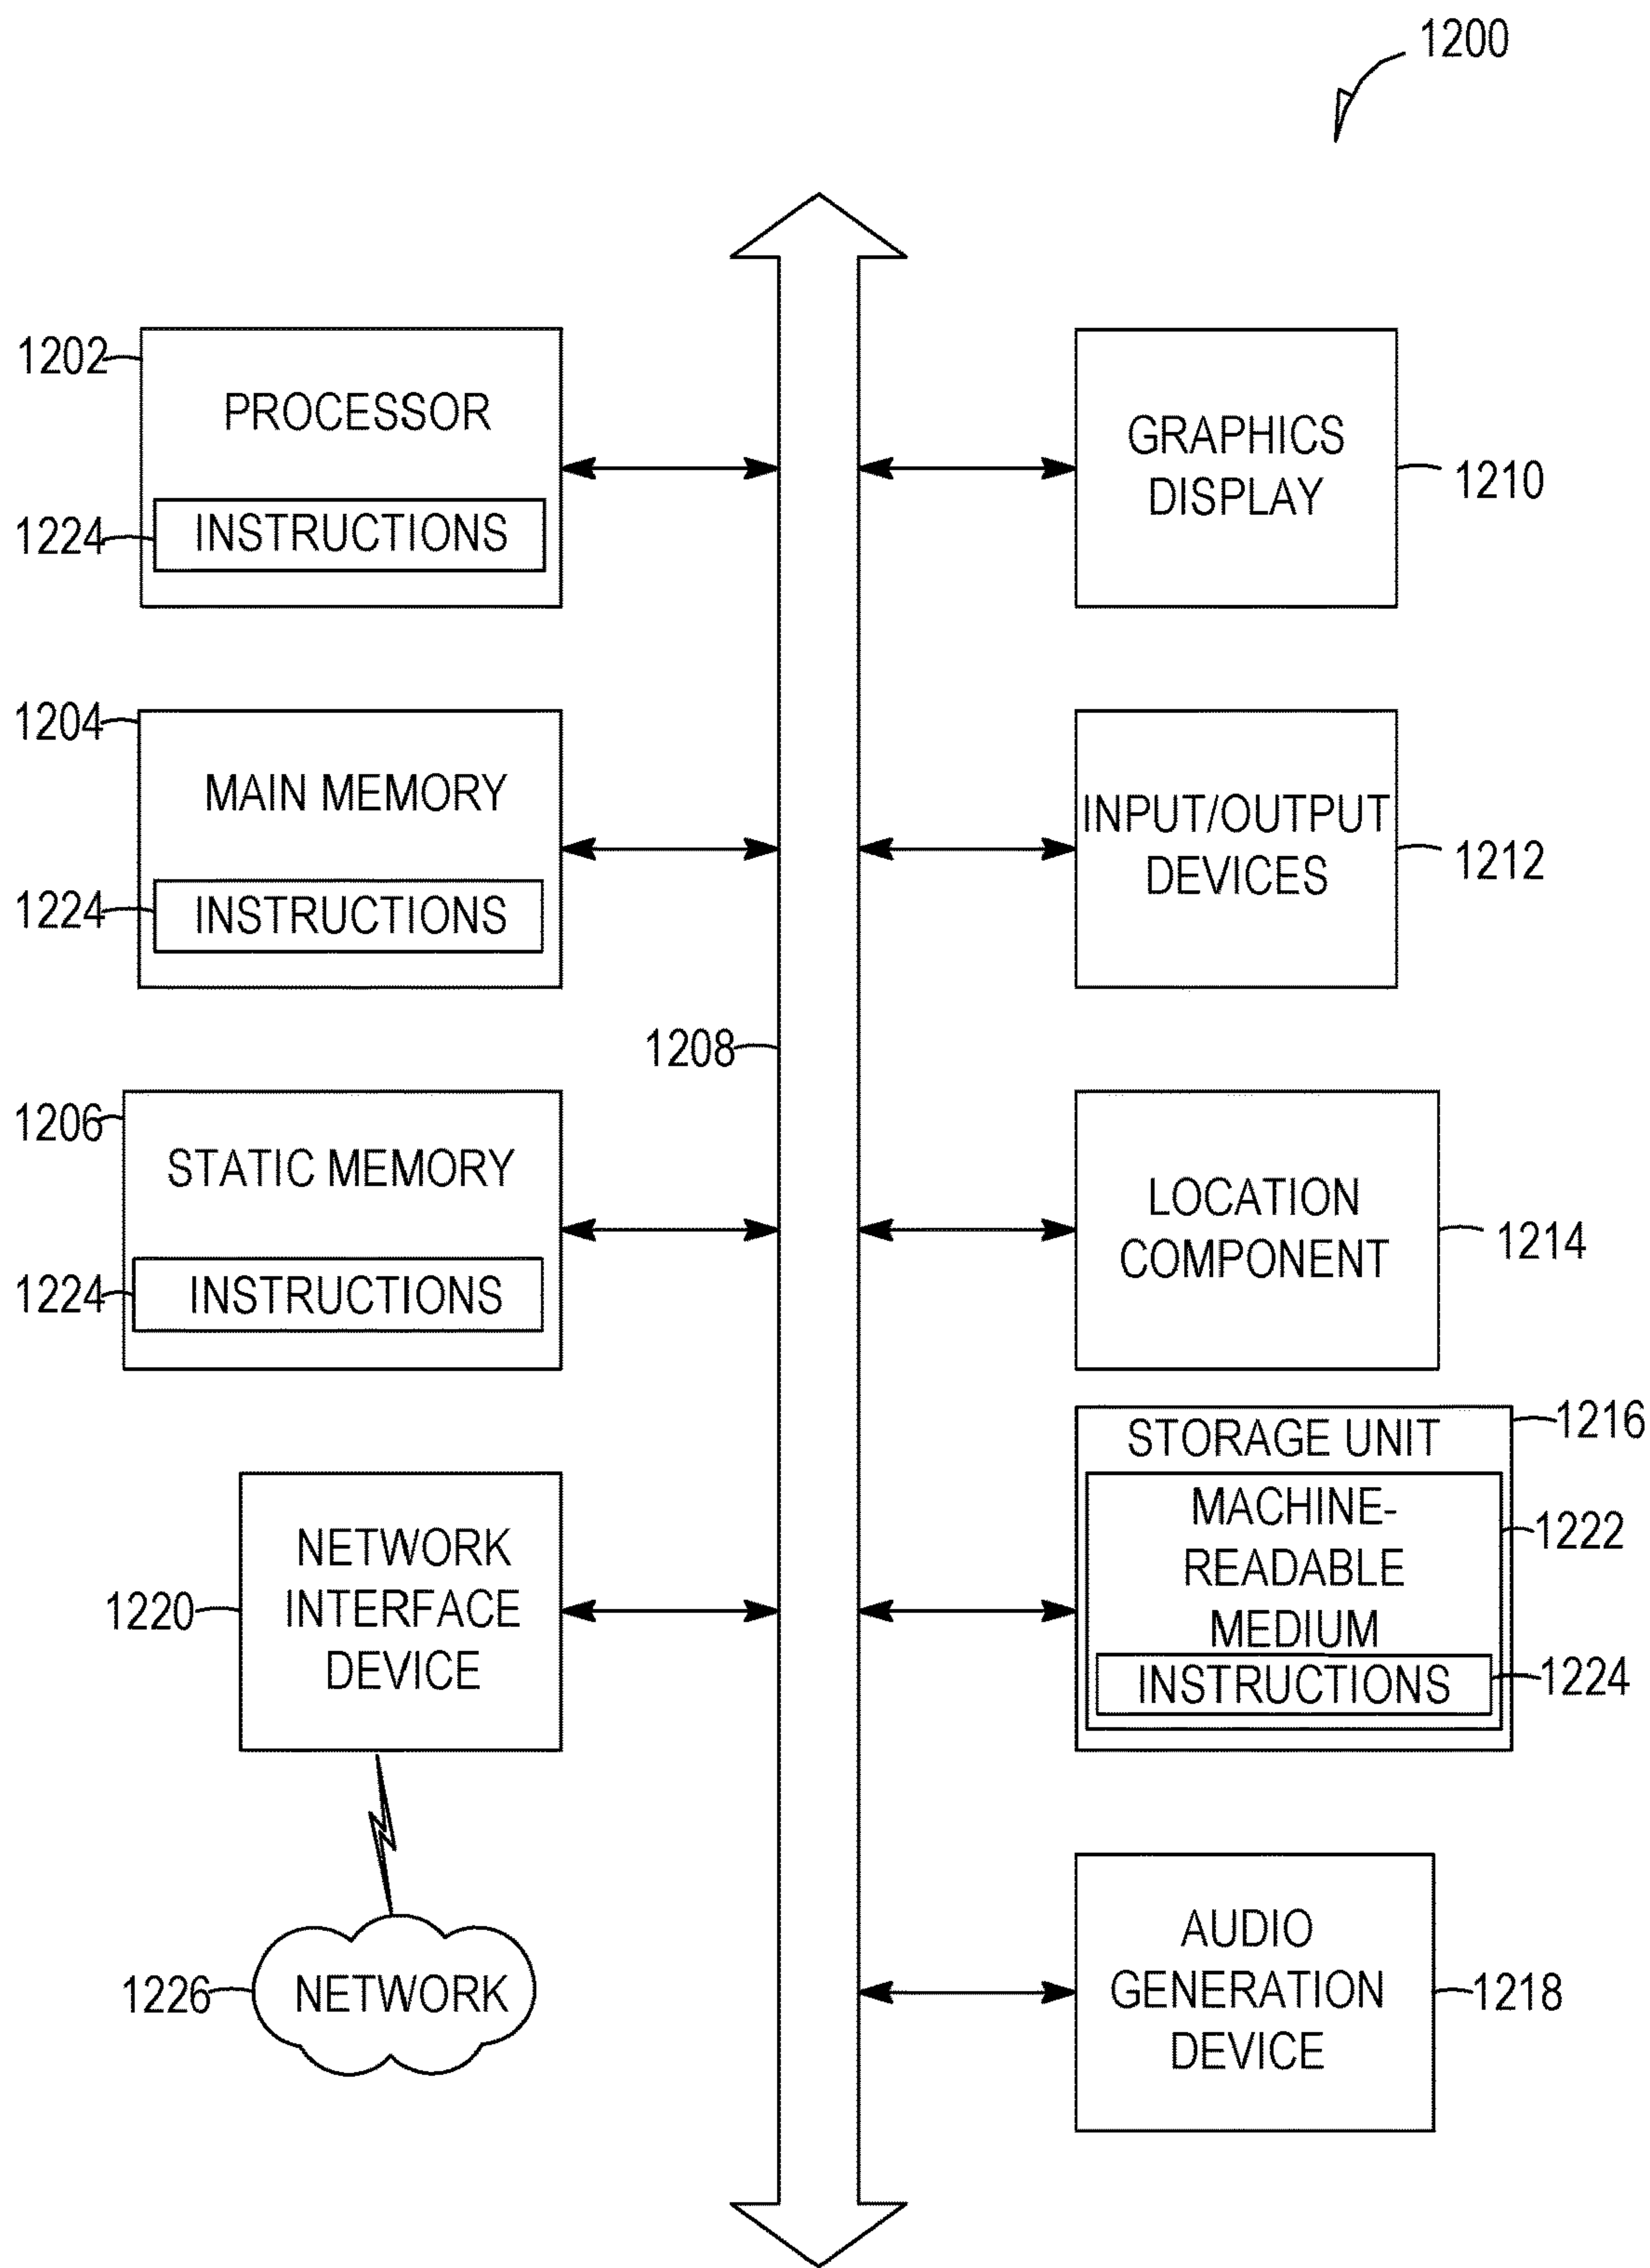 1200
1202
PROCESSOR
1224
INSTRUCTIONS
GRAPHICS
DISPLAY
1210
1204
MAIN MEMORY
1224
INSTRUCTIONS
INPUT/OUTPUT
DEVICES
1212
1208
1206
STATIC MEMORY
1224
INSTRUCTIONS
LOCATION
COMPONENT
1214
1220
NETWORK
INTERFACE
DEVICE
STORAGE UNIT
1216
MACHINE-
READABLE
MEDIUM
1222
INSTRUCTIONS
1224
1226
NETWORK
AUDIO
GENERATION
DEVICE
1218